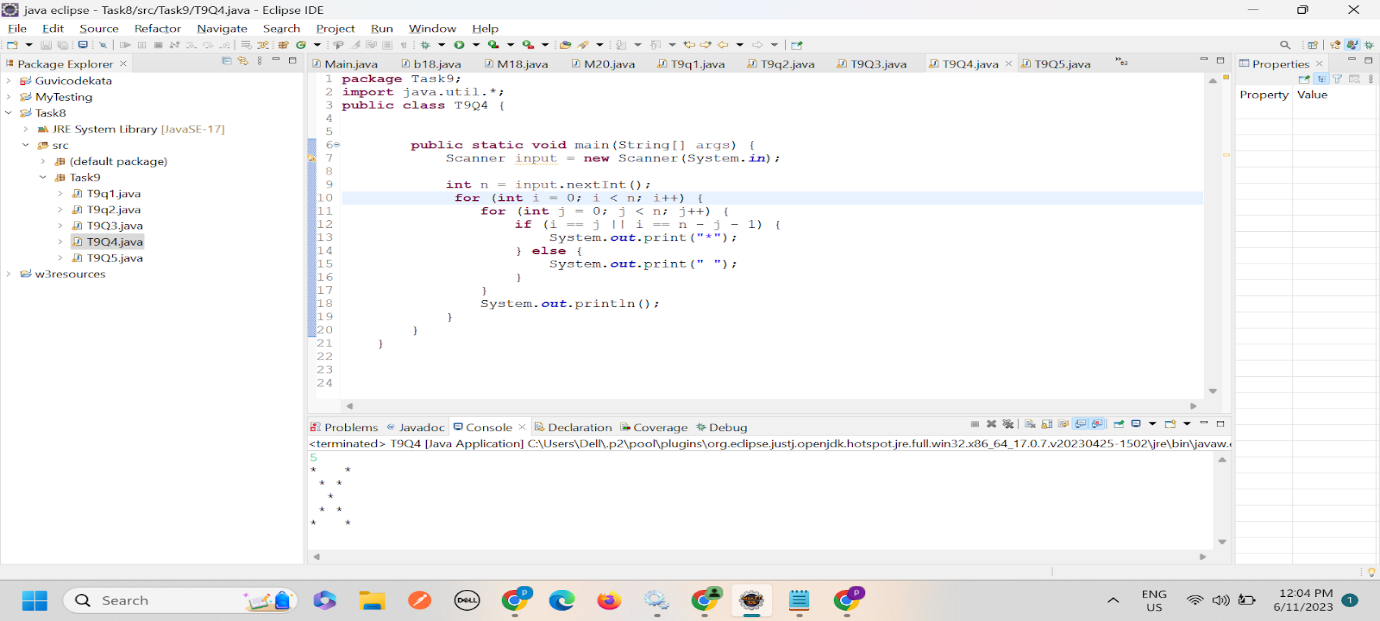 java eclipse - Task8/src/Task9/T9Q4.java - Eclipse IDE
File Edit Source Refactor Navigate Search Project Run Window Help
Package Explorer
Guvicodekata
MyTesting
Task8
JRE System Library [JavaSE-17]
src
(default package)
Task9
T9q1.java
T9q2.java
T9Q3.java
T9Q4.java
T9Q5.java
w3resources
Main.java b18.java M18.java M20.java T9q1.java T9q2.java T9Q3.java T9Q4.java T9Q5.java
1 package Task9;
2 import java.util.*;
3 public class T9Q4 {
4
5
6 public static void main(String[] args) {
7 Scanner input = new Scanner(System.in);
8
9 int n = input.nextInt();
10 for (int i = 0; i < n; i++) {
11 for (int j = 0; j < n; j++) {
12 if (i == j || i == n - j - 1) {
13 System.out.print("*");
14 } else {
15 System.out.print(" ");
16 }
17 }
18 System.out.println();
19 }
20 }
21 }
22
23
24
Properties
Property Value
Problems Javadoc Console Declaration Coverage Debug
<terminated> T9Q4 [Java Application] C:\Users\Dell\.p2\pool\plugins\org.eclipse.justj.openjdk.hotspot.jre.full.win32.x86_64_17.0.7.v20230425-1502\jre\bin\javaw.e
5
*   *
 * *
  *
 * *
*   *
Search
DELL
P
P
ENG
US
12:04 PM
6/11/2023
1